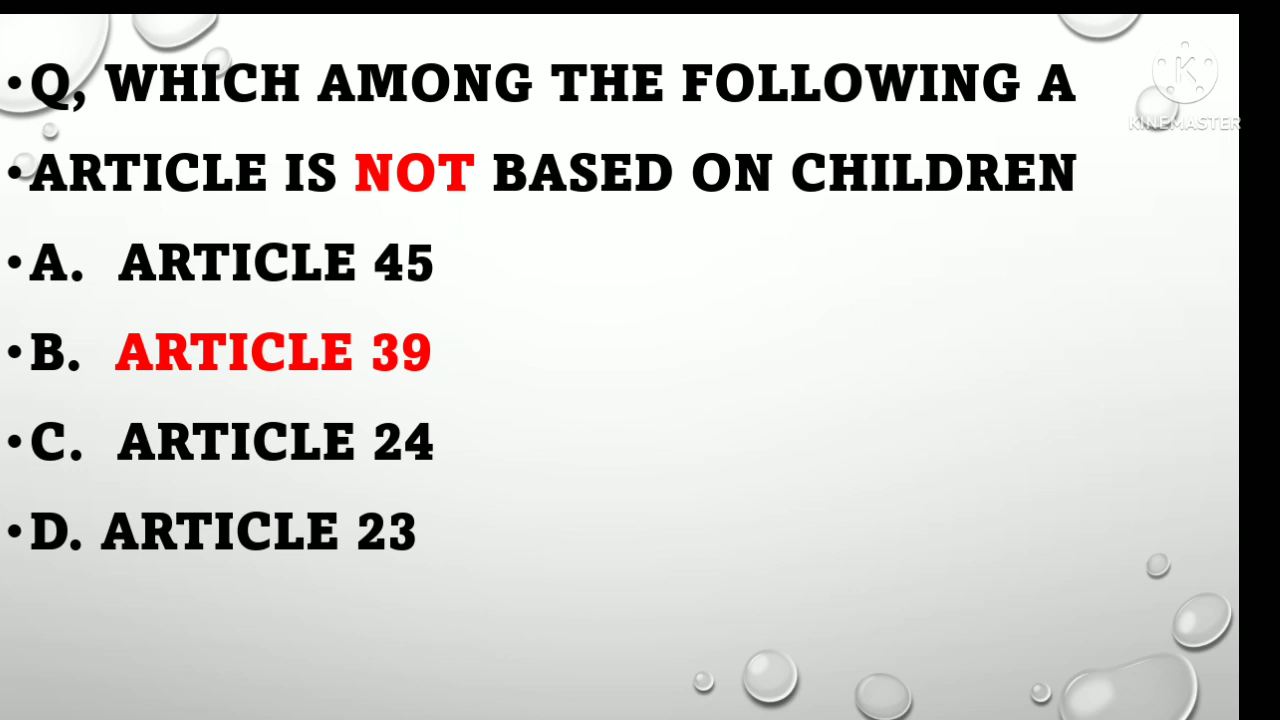 • Q, WHICH AMONG THE FOLLOWING A
• ARTICLE IS NOT BASED ON CHILDREN
• A. ARTICLE 45
• B. ARTICLE 39
• C. ARTICLE 24
• D. ARTICLE 23
K
KINEMASTER